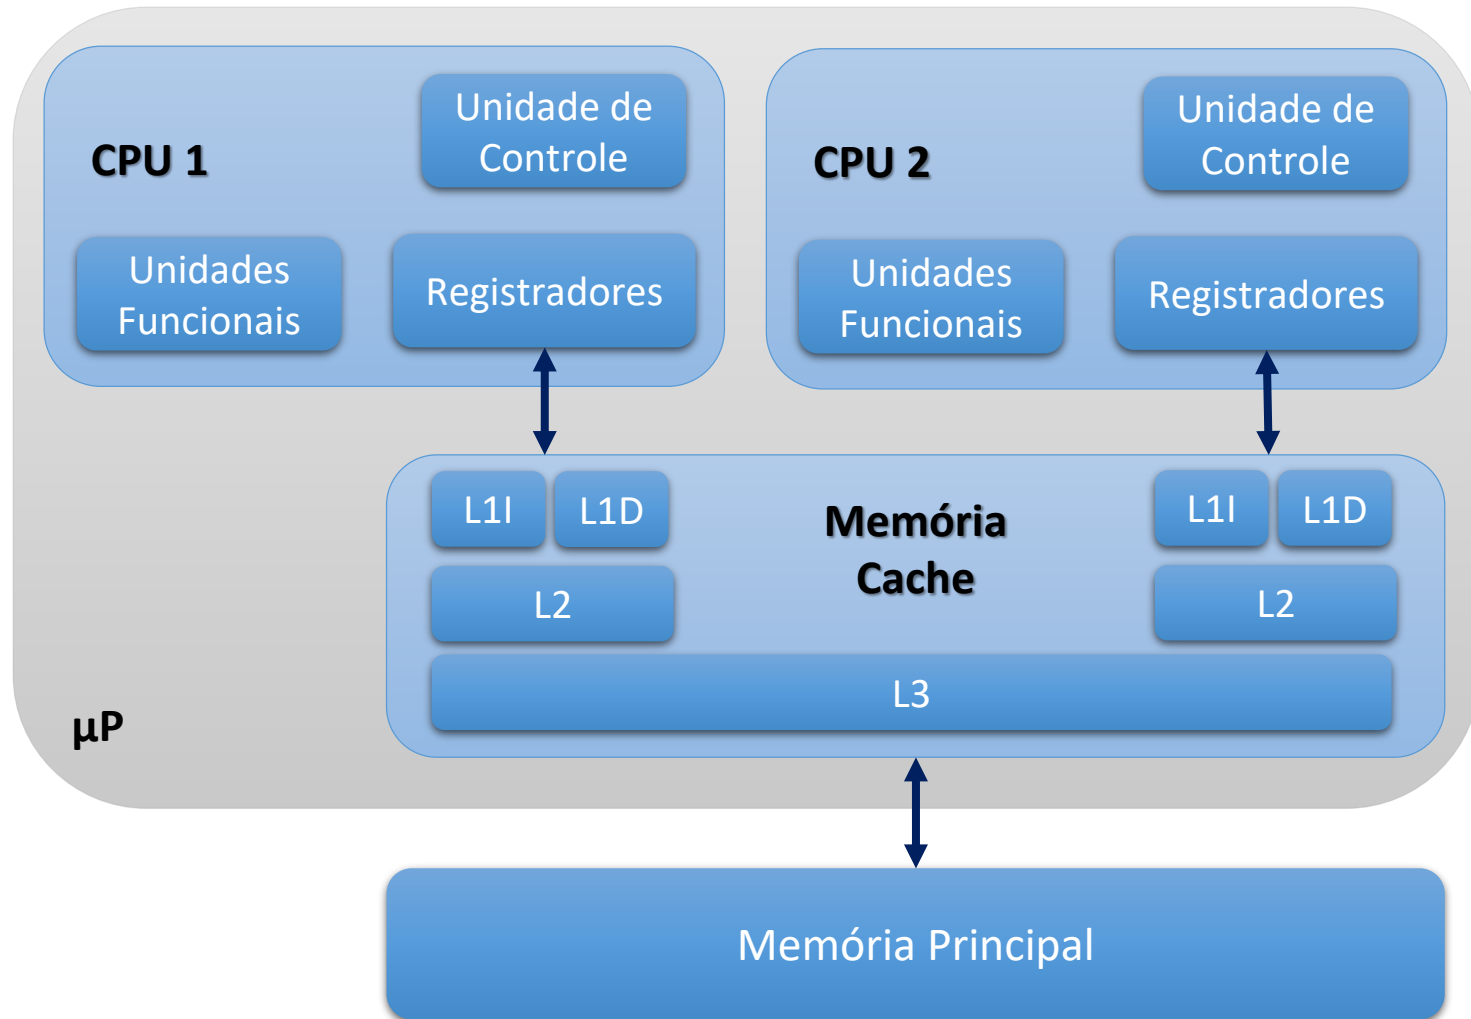 CPU 1
Unidade de
Controle
Unidades
Funcionais
Registradores
CPU 2
Unidade de
Controle
Unidades
Funcionais
Registradores
L1I
L1D
L2
Memória
Cache
L1I
L1D
L2
L3
µP
Memória Principal